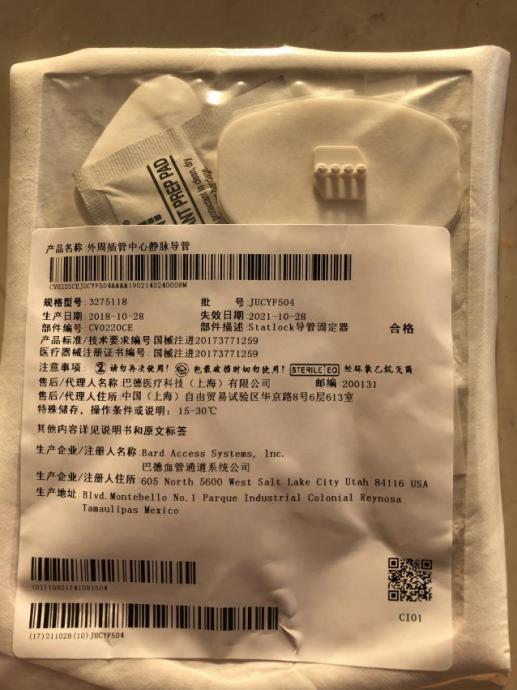 ANT PREP PAD
产品名称 外周插管中心静脉导管
规格型号: 3275118 批 号 :JUCYF504
生产日期:2018-10-28 失效日期:2021-10-28
部件编号:CV0220CE 部件描述:Statlock导管固定器 合格
产品标准/技术要求编号:国械注进20173771259
医疗器械注册证书编号:国械注进20173771259
注意事项 2 请勿再次使用! 包装破损时切勿使用! STERILE EO 经环氧乙烷灭菌
售后/代理人名称:巴德医疗科技(上海)有限公司 邮编:200131
售后/代理人住所:中国(上海)自由贸易试验区华京路8号6层613室
特殊储存,操作条件或说明: 15-30℃
其他内容详见说明书和原文标签
生产企业/注册人名称:Bard Access Systems, Inc.
巴德血管通道系统公司
生产企业/注册人住所:605 North 5600 West Salt Lake City Utah 84116 USA
生产地址:Blvd.Montebello No.1 Parque Industrial Colonial Reynosa
Tamaulipas Mexico
(17)211028(10)JUCYF504
CI01